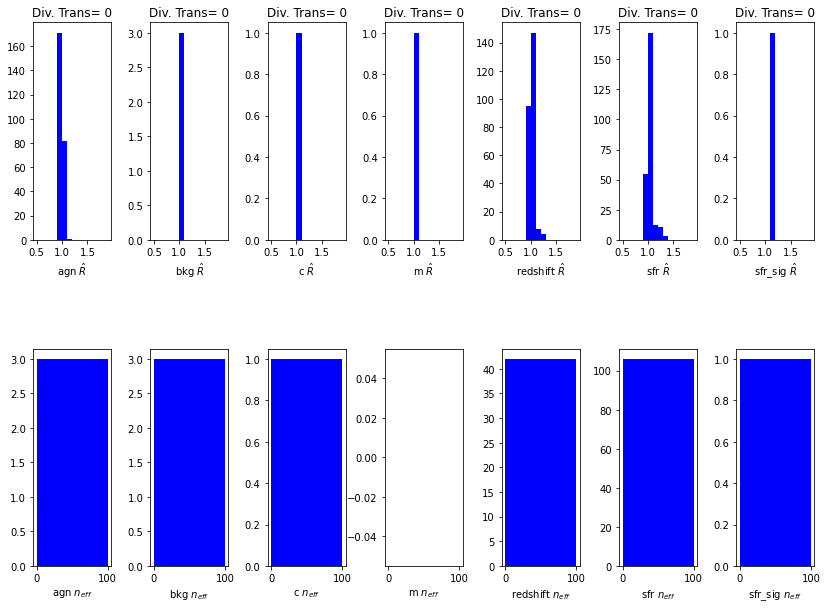 Div. Trans= 0 Div. Trans= 0 Div. Trans= 0 Div. Trans= 0 Div. Trans= 0 Div. Trans= 0 Div. Trans= 0
160 140 120 100 80 60 40 20 0
3.0 2.5 2.0 1.5 1.0 0.5 0.0
1.0 0.8 0.6 0.4 0.2 0.0
1.0 0.8 0.6 0.4 0.2 0.0
140 120 100 80 60 40 20 0
175 150 125 100 75 50 25 0
1.0 0.8 0.6 0.4 0.2 0.0
0.5 1.0 1.5 0.5 1.0 1.5 0.5 1.0 1.5 0.5 1.0 1.5 0.5 1.0 1.5 0.5 1.0 1.5 0.5 1.0 1.5
agn R̂ bkg R̂ c R̂ m R̂ redshift R̂ sfr R̂ sfr_sig R̂
3.0 2.5 2.0 1.5 1.0 0.5 0.0
3.0 2.5 2.0 1.5 1.0 0.5 0.0
1.0 0.8 0.6 0.4 0.2 0.0
0.04 0.02 0.00 −0.02 −0.04
40 35 30 25 20 15 10 5 0
100 80 60 40 20 0
1.0 0.8 0.6 0.4 0.2 0.0
0 100 0 100 0 100 0 100 0 100 0 100 0 100
agn n_eff bkg n_eff c n_eff m n_eff redshift n_eff sfr n_eff sfr_sig n_eff